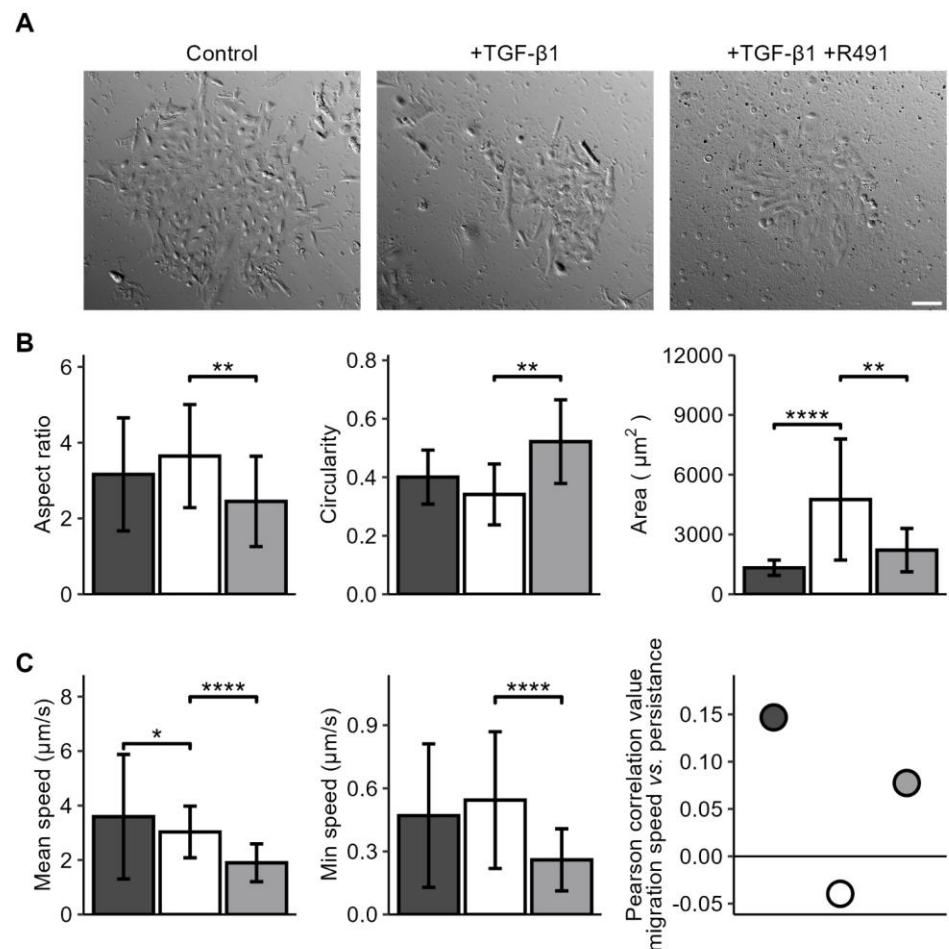 A
Control
+TGF-β1
+TGF-β1 +R491
B
Aspect ratio
6
4
2
0
**
Circularity
0.8
0.6
0.4
0.2
0.0
**
Area ( μm²)
12000
9000
6000
3000
0
****
**
C
Mean speed (μm/s)
8
6
4
2
0
*
****
Min speed (μm/s)
0.9
0.6
0.3
0.0
****
Pearson correlation value
migration speed vs. persistance
0.15
0.10
0.05
0.00
-0.05